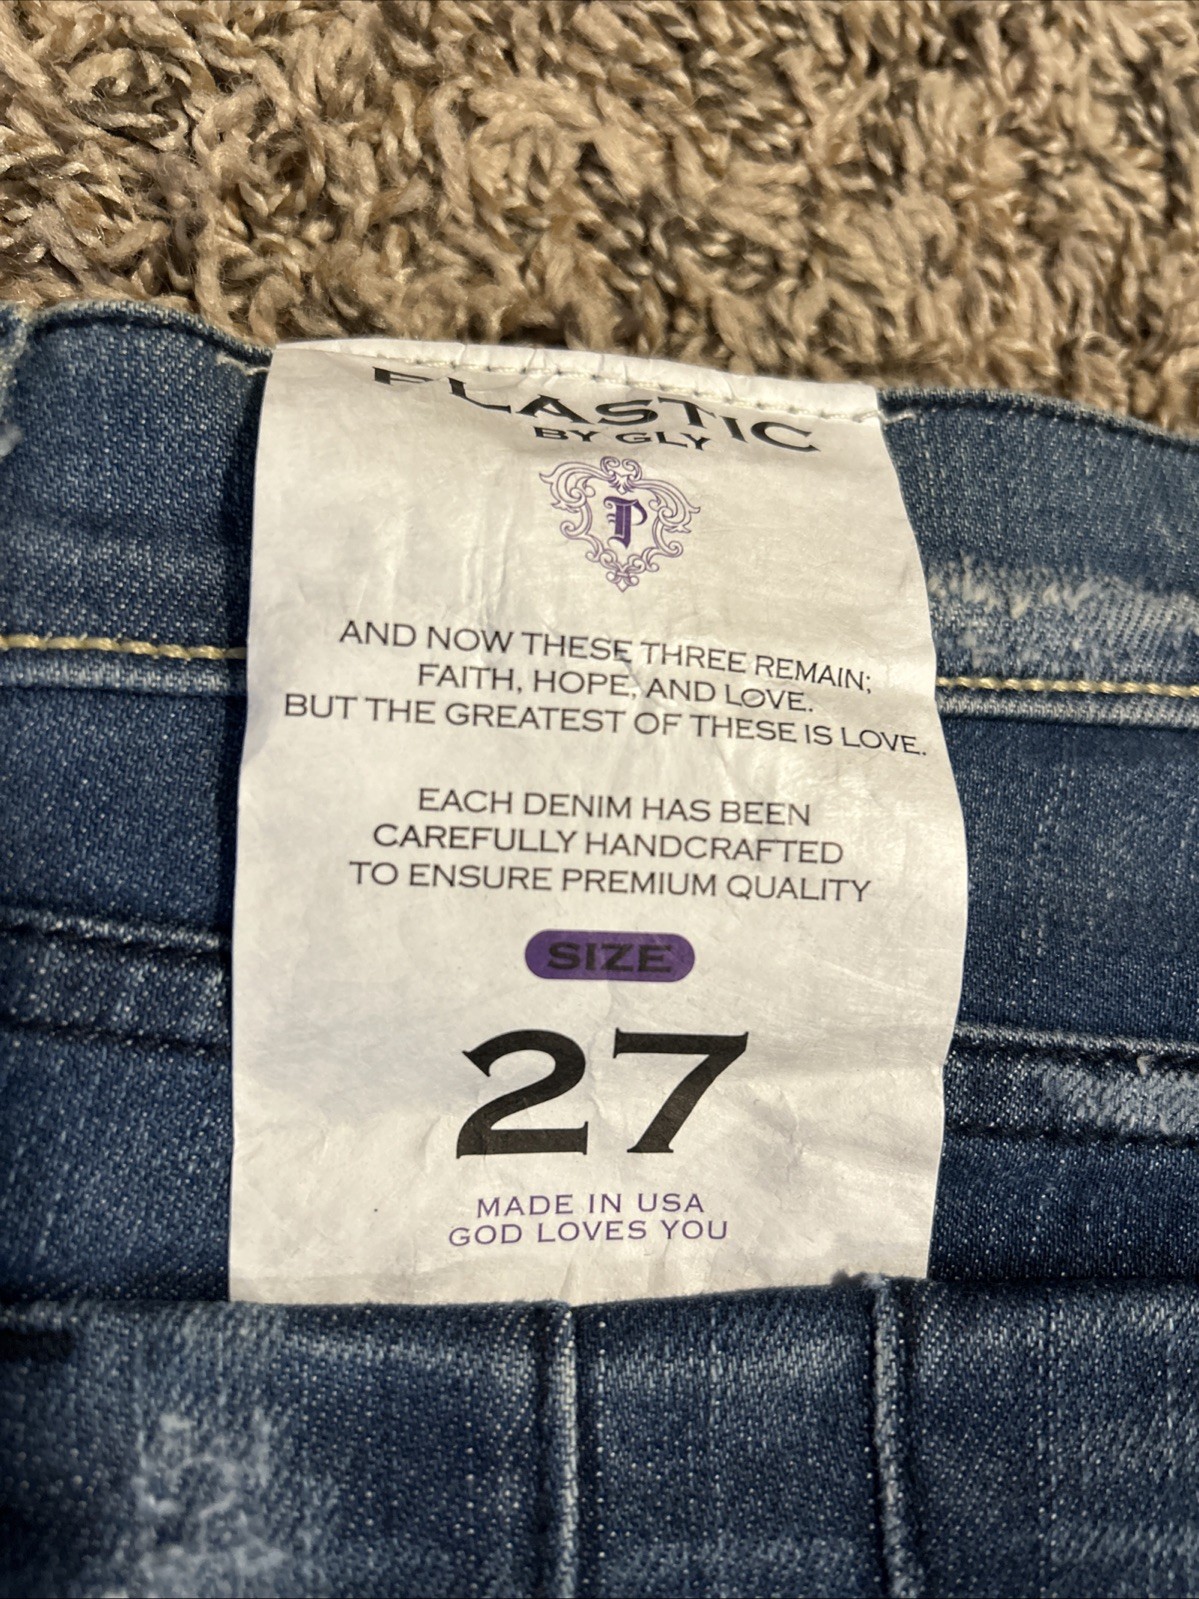 PLASTIC
BY GLY
P
AND NOW THESE THREE REMAIN;
FAITH, HOPE, AND LOVE.
BUT THE GREATEST OF THESE IS LOVE.
EACH DENIM HAS BEEN
CAREFULLY HANDCRAFTED
TO ENSURE PREMIUM QUALITY
SIZE
27
MADE IN USA
GOD LOVES YOU